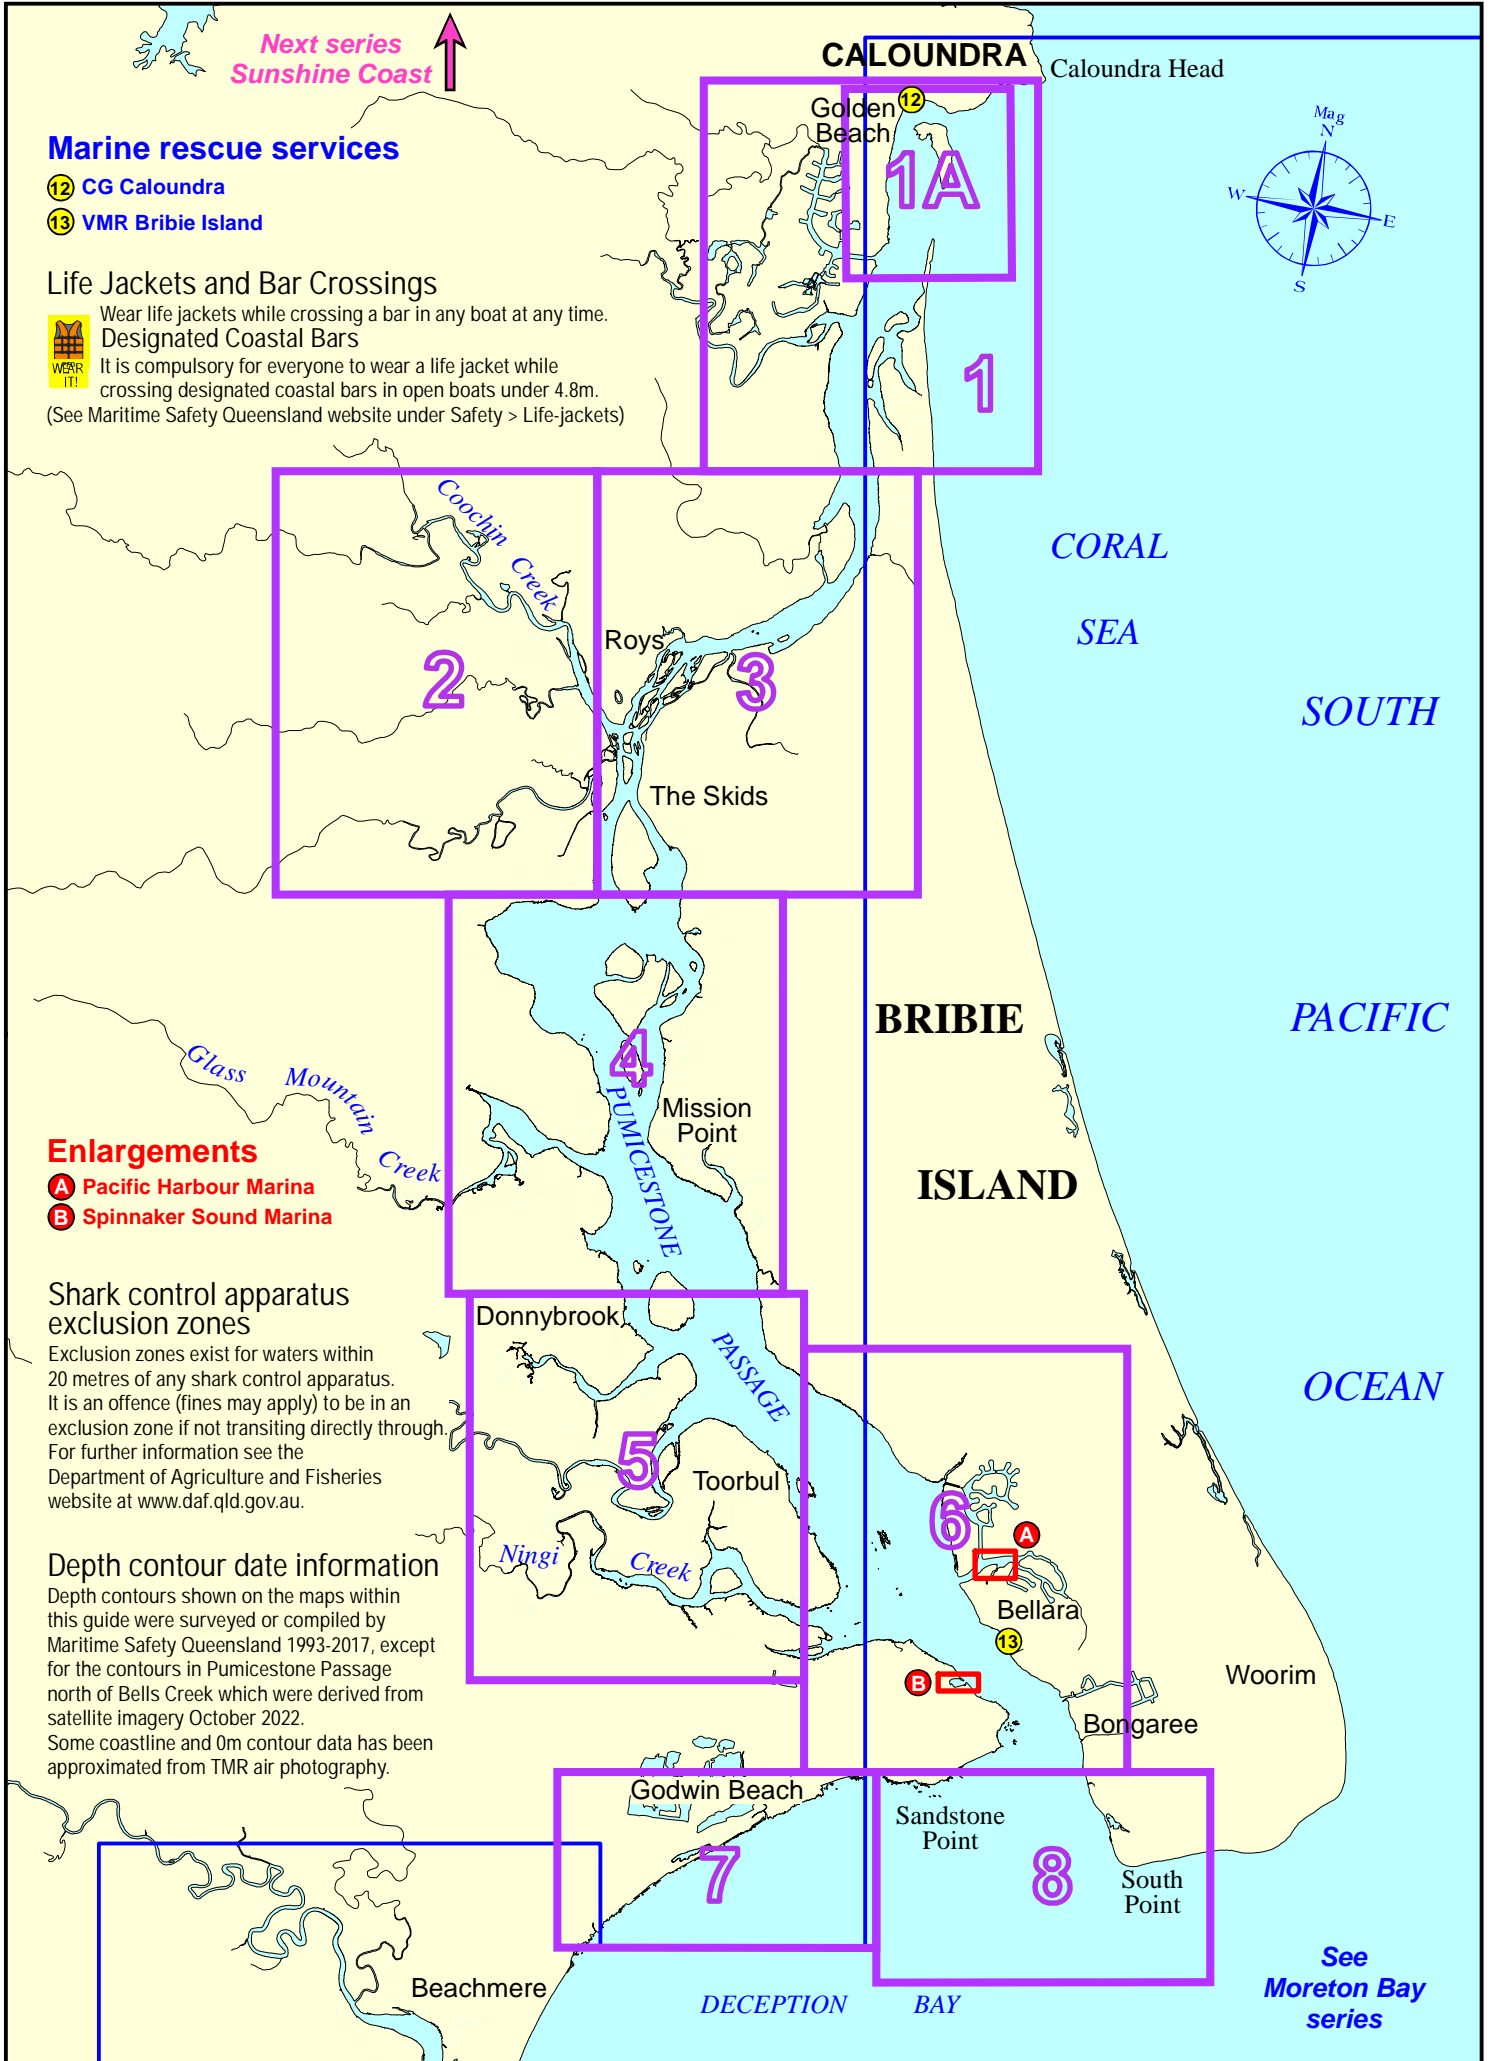 Next series
Sunshine Coast
CALOUNDRA
Caloundra Head
Golden
Beach
12
1A
Mag
N
W
E
S
Marine rescue services
12 CG Caloundra
13 VMR Bribie Island
Life Jackets and Bar Crossings
Wear life jackets while crossing a bar in any boat at any time.
Designated Coastal Bars
WEAR
IT!
It is compulsory for everyone to wear a life jacket while
crossing designated coastal bars in open boats under 4.8m.
(See Maritime Safety Queensland website under Safety > Life-jackets)
1
Coochin Creek
CORAL
SEA
Roys
2
3
SOUTH
The Skids
PACIFIC
BRIBIE
4
Glass Mountain Creek
PUMICESTONE
Mission
Point
ISLAND
Enlargements
A Pacific Harbour Marina
B Spinnaker Sound Marina
Shark control apparatus
exclusion zones
Exclusion zones exist for waters within
20 metres of any shark control apparatus.
It is an offence (fines may apply) to be in an
exclusion zone if not transiting directly through.
For further information see the
Department of Agriculture and Fisheries
website at www.daf.qld.gov.au.
Donnybrook
PASSAGE
OCEAN
5
Toorbul
6
A
Ningi Creek
Bellara
13
B
Woorim
Bongaree
Depth contour date information
Depth contours shown on the maps within
this guide were surveyed or compiled by
Maritime Safety Queensland 1993-2017, except
for the contours in Pumicestone Passage
north of Bells Creek which were derived from
satellite imagery October 2022.
Some coastline and 0m contour data has been
approximated from TMR air photography.
Godwin Beach
Sandstone
Point
7
8
South
Point
Beachmere
DECEPTION BAY
See
Moreton Bay
series